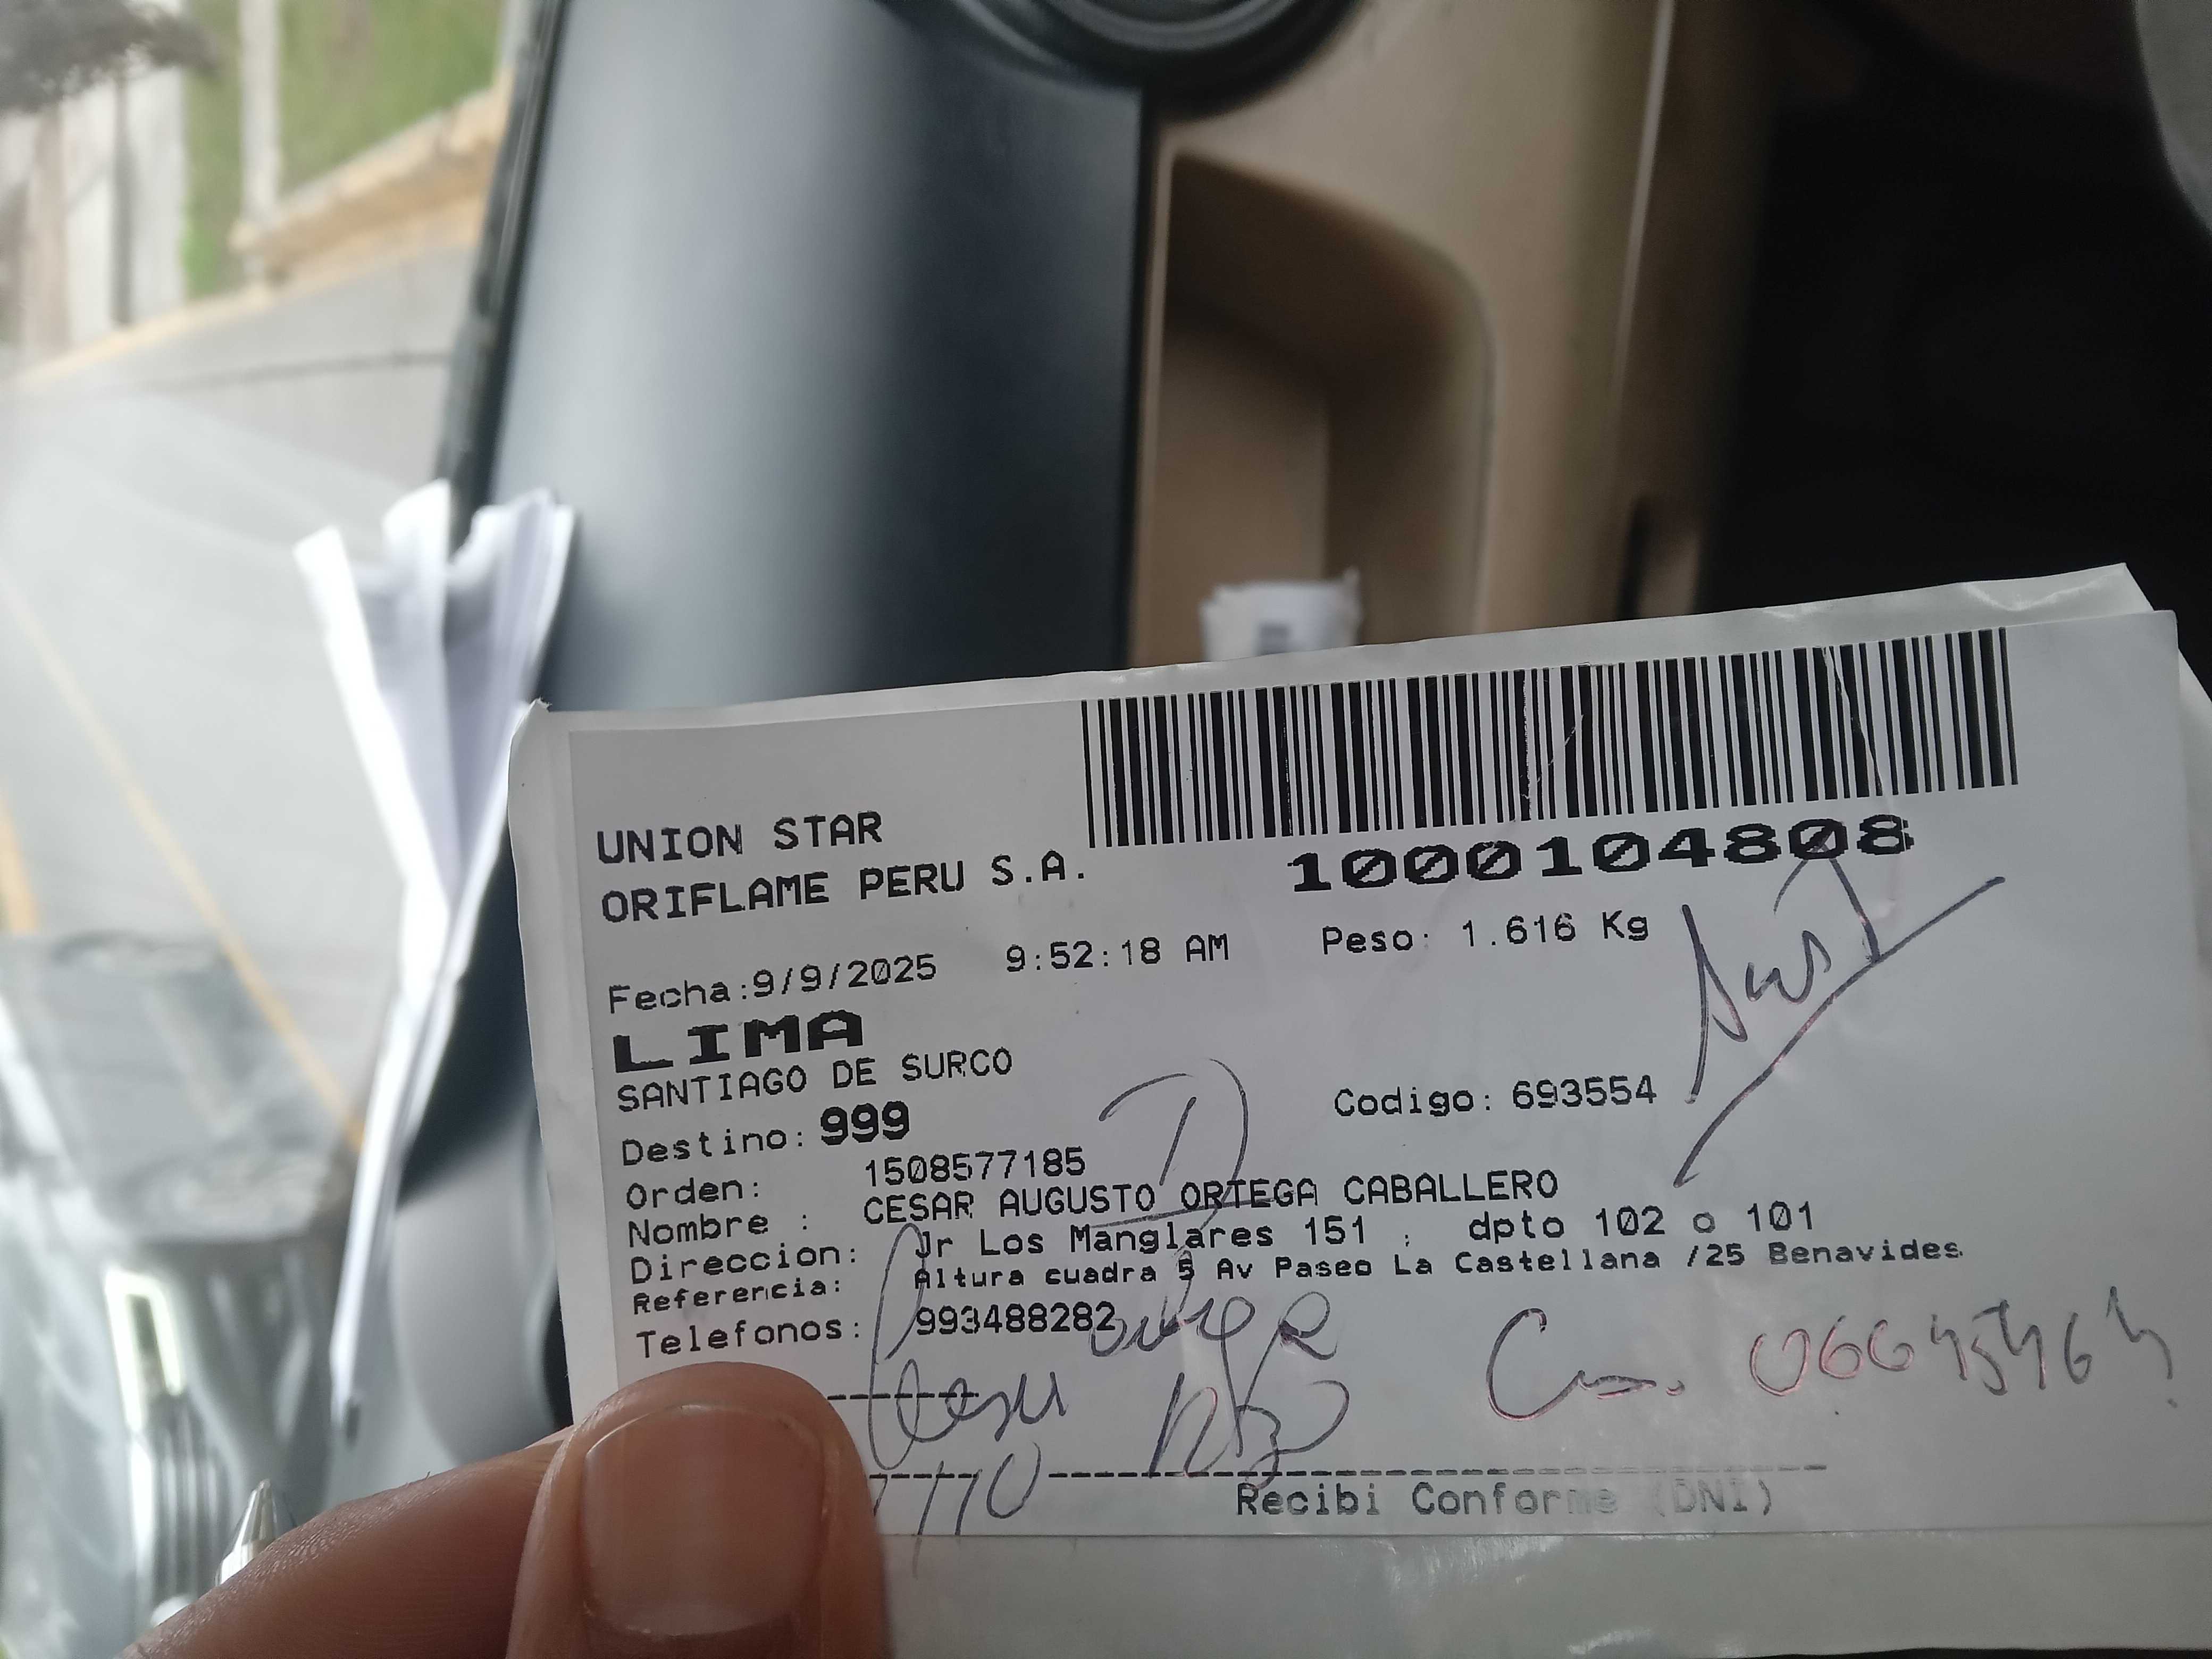 1000104808
UNION STAR
ORIFLAME PERU S.A.
Fecha:9/9/2025 9:52:18 AM Peso: 1.616 Kg
LIMA
SANTIAGO DE SURCO
Destino: 999 Codigo: 693554
Orden: 1508577185
Nombre : CESAR AUGUSTO ORTEGA CABALLERO
Direccion: Jr Los Manglares 151 , dpto 102 o 101
Referencia: Altura cuadra 5 Av Paseo La Castellana /25 Benavides
Telefonos: 993488282
Recibi Conforme (DNI)